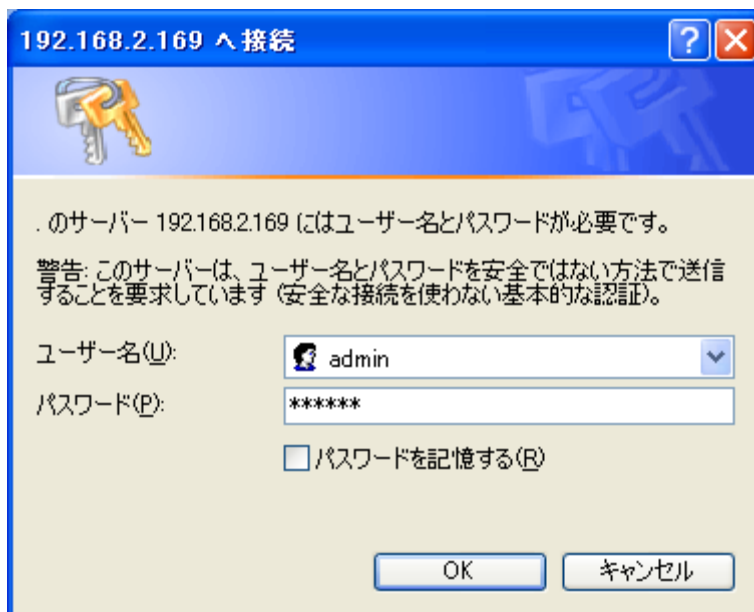 192.168.2.169 へ接続
. のサーバー 192.168.2.169 にはユーザー名とパスワードが必要です。
警告: このサーバーは、ユーザー名とパスワードを安全ではない方法で送信
することを要求しています (安全な接続を使わない基本的な認証)。
ユーザー名(U): admin
パスワード(P): ******
パスワードを記憶する(R)
OK キャンセル